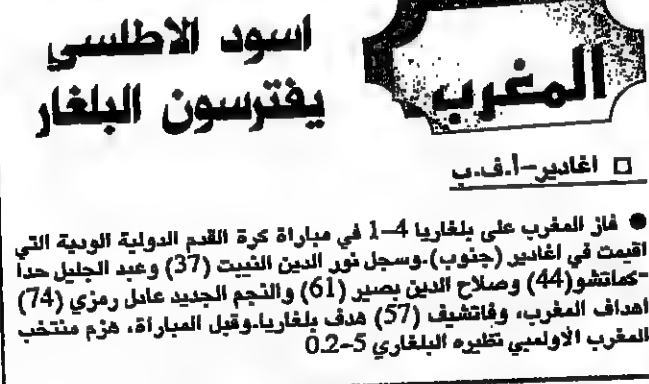 المغرب
اسود الاطلسي
يفترسون البلغار
□ اغادير–أ.ف.ب
● فاز المغرب على بلغاريا 4–1 في مباراة كرة القدم الدولية الودية التي
اقيمت في اغادير (جنوب).وسجل نور الدين النيبت (37) وعبد الجليل حدا
-كماتشو(44) وصلاح الدين بصير (61) والنجم الجديد عادل رمزي (74)
أهداف المغرب، وفاتشيف (57) هدف بلغاريا.وقبل المباراة، هزم منتخب
المغرب الأولمبي نظيره البلغاري 5–0.2